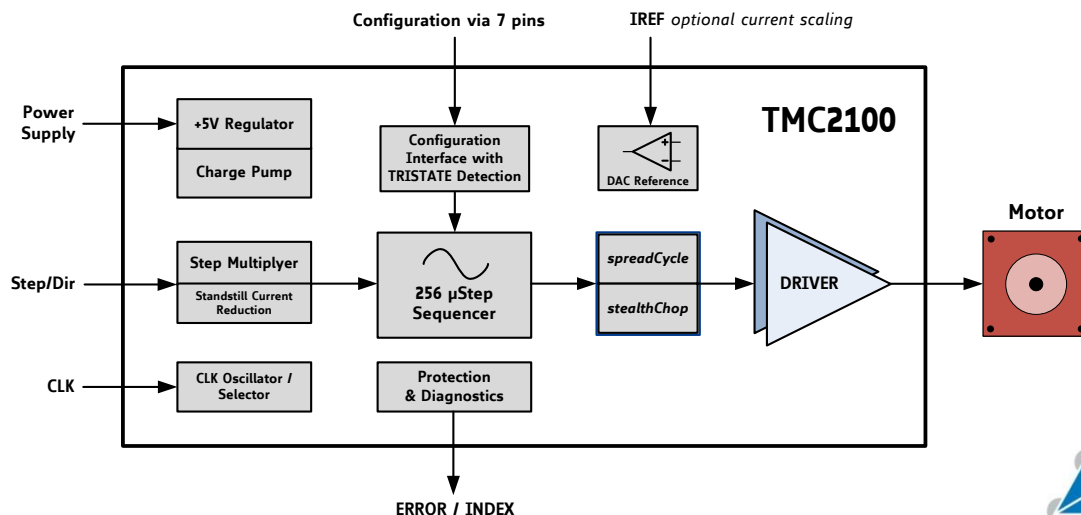 Configuration via 7 pins
IREF optional current scaling
TMC2100
Power
Supply
+5V Regulator
Charge Pump
Configuration
Interface with
TRISTATE Detection
+
−
DAC Reference
Motor
Step/Dir
Step Multiplyer
Standstill Current
Reduction
256 µStep
Sequencer
spreadCycle
stealthChop
DRIVER
CLK
CLK Oscillator /
Selector
Protection
& Diagnostics
ERROR / INDEX